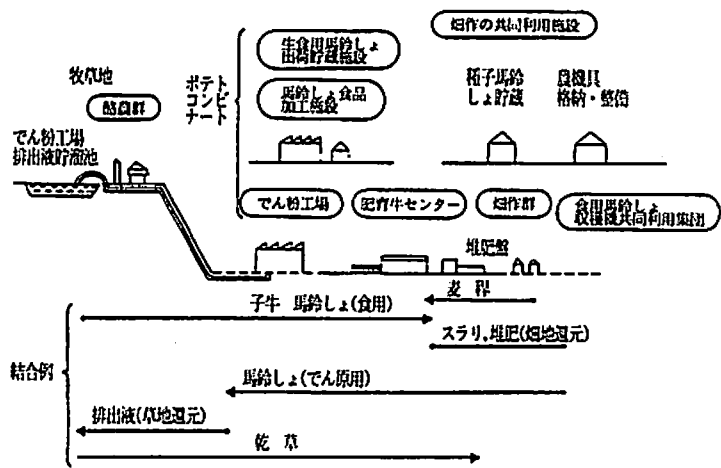 畑作の共同利用施設
生食用馬鈴しょ
出荷貯蔵施設
馬鈴しょ食品
加工施設
ポテト
コンビ
ナート
種子馬鈴
しょ貯蔵
農機具
格納・整備
牧草地
酪農群
でん粉工場
排出液貯溜池
でん粉工場
肥育牛センター
畑作群
食用馬鈴しょ
収穫機共同利用集団
堆肥盤
麦稈
子牛 馬鈴しょ(食用)
スラリ、堆肥(畑地還元)
結合例
馬鈴しょ(でん原用)
排出液(草地還元)
乾草